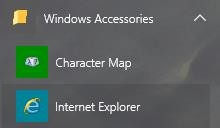 Windows Accessories
Character Map
Internet Explorer